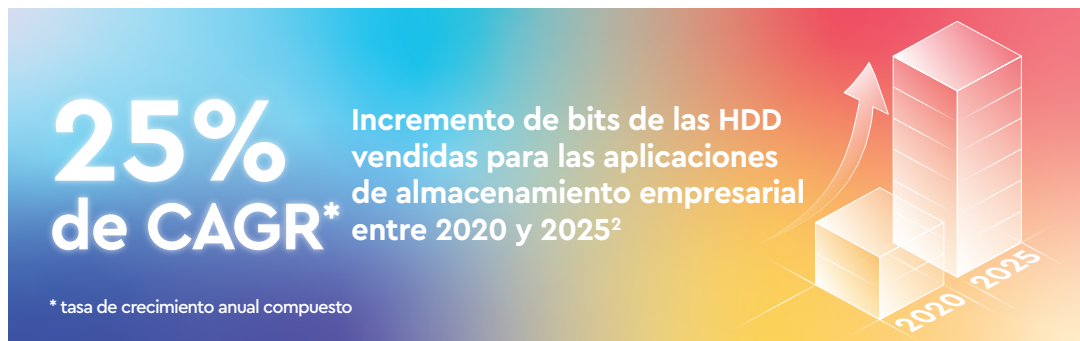 25%
de CAGR*
Incremento de bits de las HDD
vendidas para las aplicaciones
de almacenamiento empresarial
entre 2020 y 2025²
* tasa de crecimiento anual compuesto
2020
2025